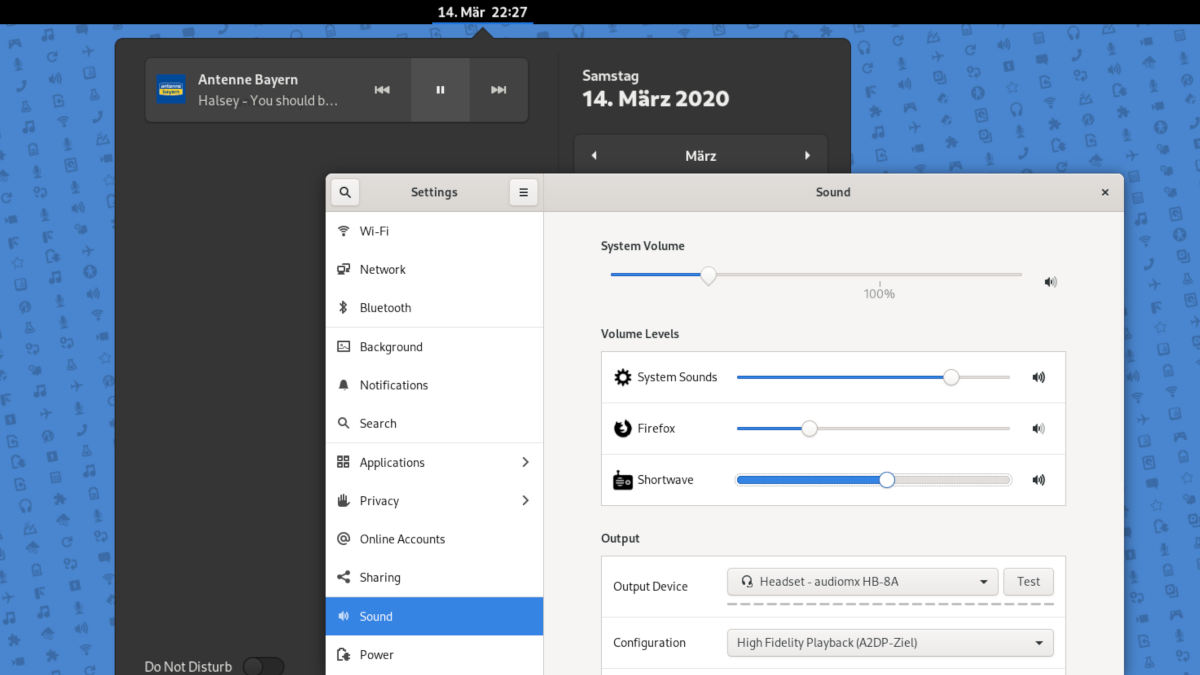 14. Mär 22:27
Antenne Bayern
Halsey - You should b…
antenne
bayern
Samstag
14. März 2020
März
Do Not Disturb
Settings
Wi-Fi
Network
Bluetooth
Background
Notifications
Search
Applications
Privacy
Online Accounts
Sharing
Sound
Power
Sound
System Volume
100%
Volume Levels
System Sounds
Firefox
Shortwave
Output
Output Device
Headset - audiomx HB-8A
Test
Configuration
High Fidelity Playback (A2DP-Ziel)